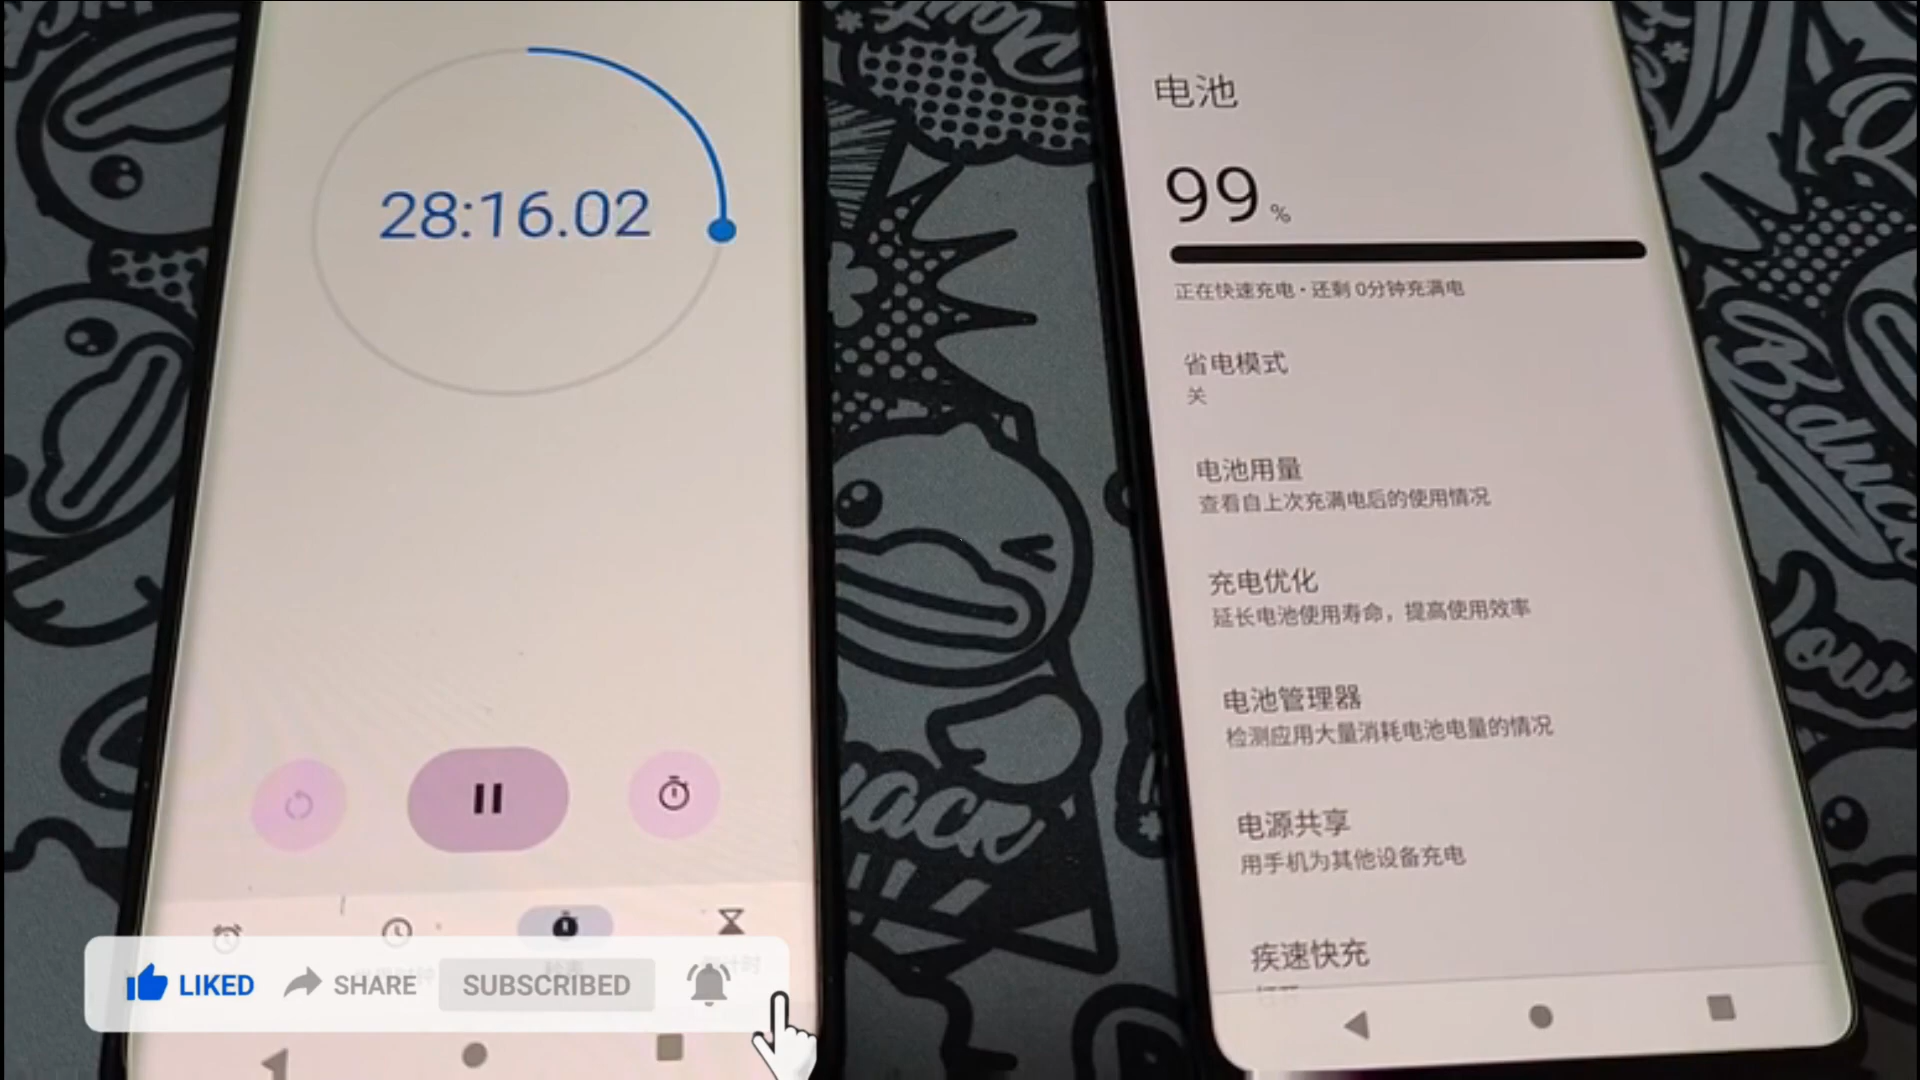 28:16.02
电池
99%
正在快速充电·还剩 0分钟充满电
省电模式
关
电池用量
查看自上次充满电后的使用情况
充电优化
延长电池使用寿命，提高使用效率
电池管理器
检测应用大量消耗电池电量的情况
电源共享
用手机为其他设备充电
疾速快充
LIKED
SHARE
SUBSCRIBED
B.duck